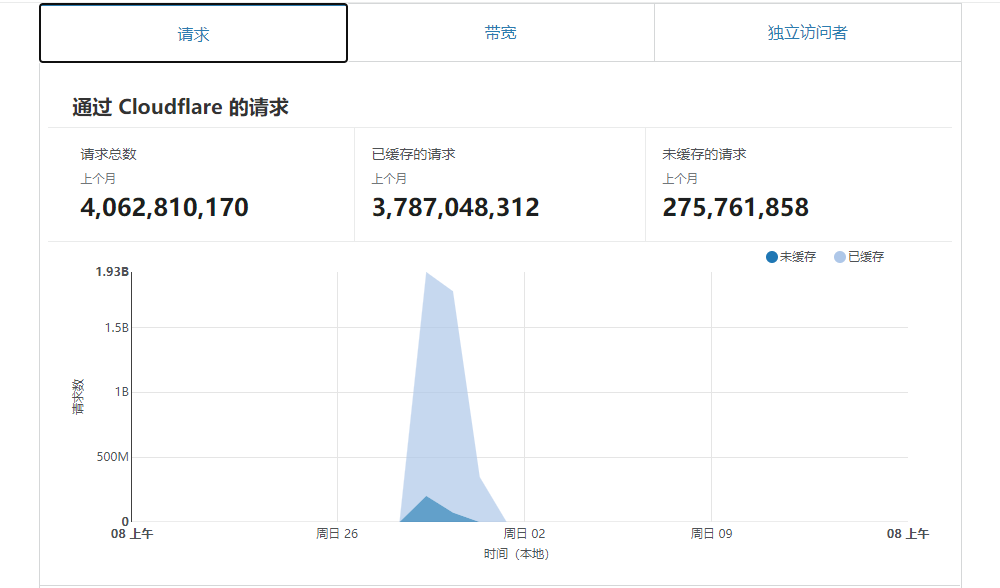 请求 带宽 独立访问者
通过 Cloudflare 的请求
请求总数 已缓存的请求 未缓存的请求
上个月 上个月 上个月
4,062,810,170 3,787,048,312 275,761,858
未缓存 已缓存
1.93B
1.5B
1B
500M
0
请求数
08 上午 周日 26 周日 02 周日 09 08 上午
时间（本地）